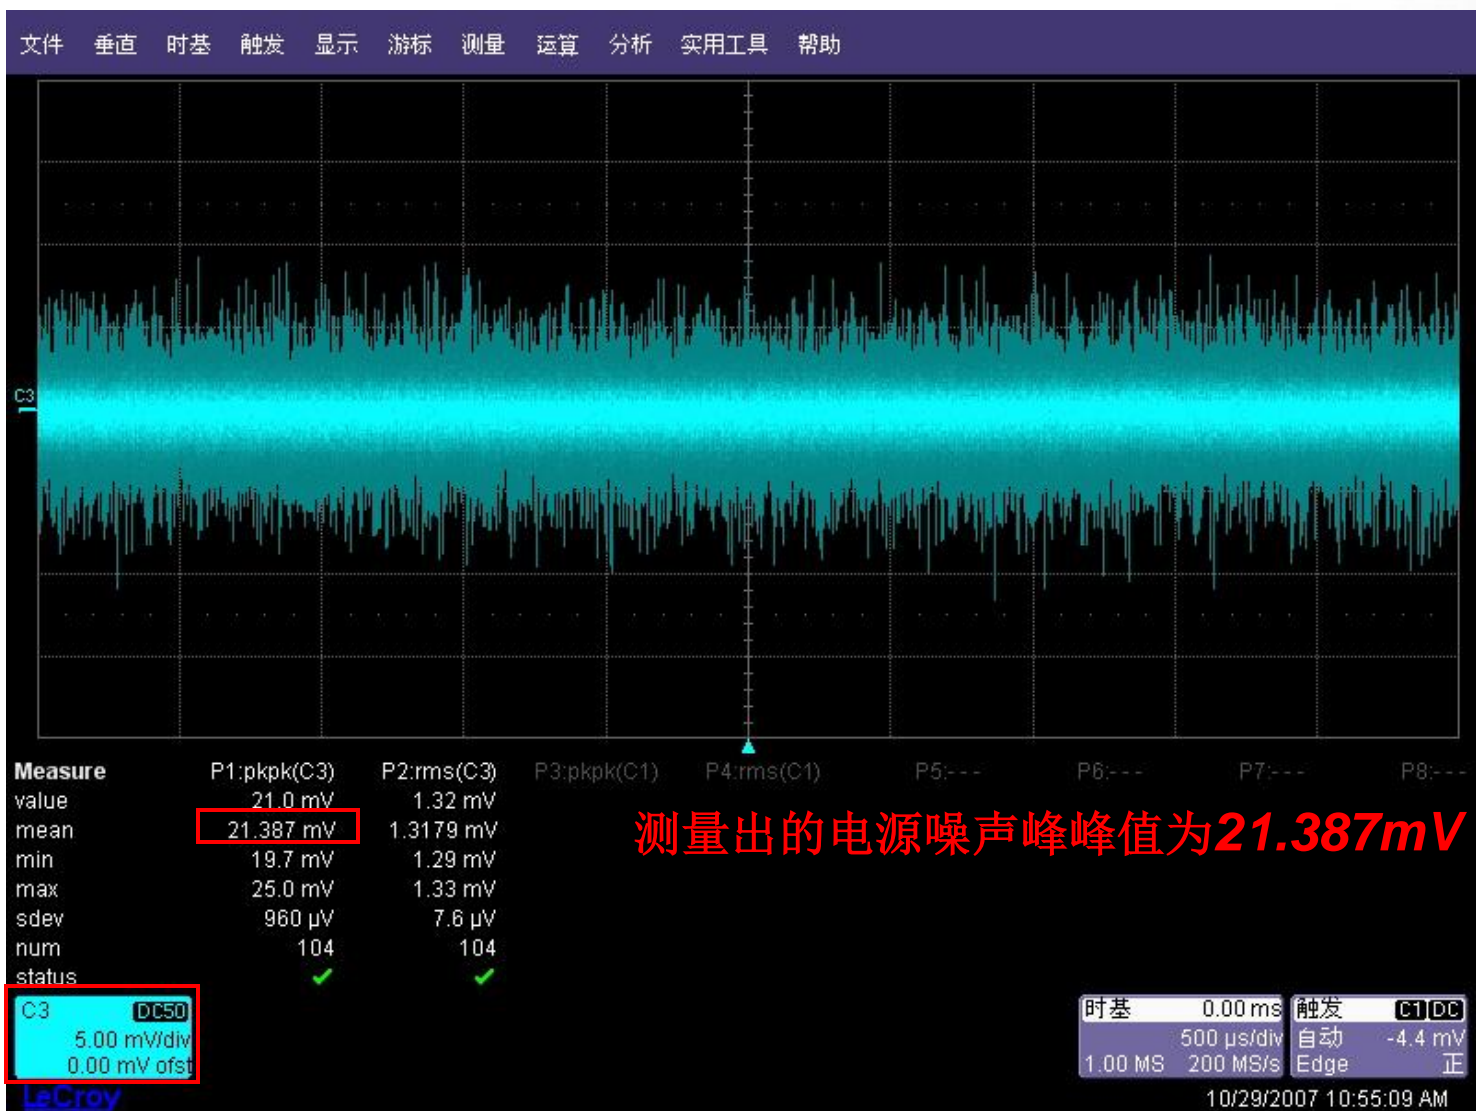 文件 垂直 时基 触发 显示 游标 测量 运算 分析 实用工具 帮助
C3
Measure P1:pkpk(C3) P2:rms(C3) P3:pkpk(C1) P4:rms(C1) P5:--- P6:--- P7:--- P8:---
value 21.0 mV 1.32 mV
mean 21.387 mV 1.3179 mV
测量出的电源噪声峰峰值为21.387mV
min 19.7 mV 1.29 mV
max 25.0 mV 1.33 mV
sdev 960 µV 7.6 µV
num 104 104
status
C3 DC50
5.00 mV/div
0.00 mV ofst
时基 0.00 ms
500 µs/div
1.00 MS 200 MS/s
触发 C1 DC
自动 -4.4 mV
Edge 正
LeCroy
10/29/2007 10:55:09 AM